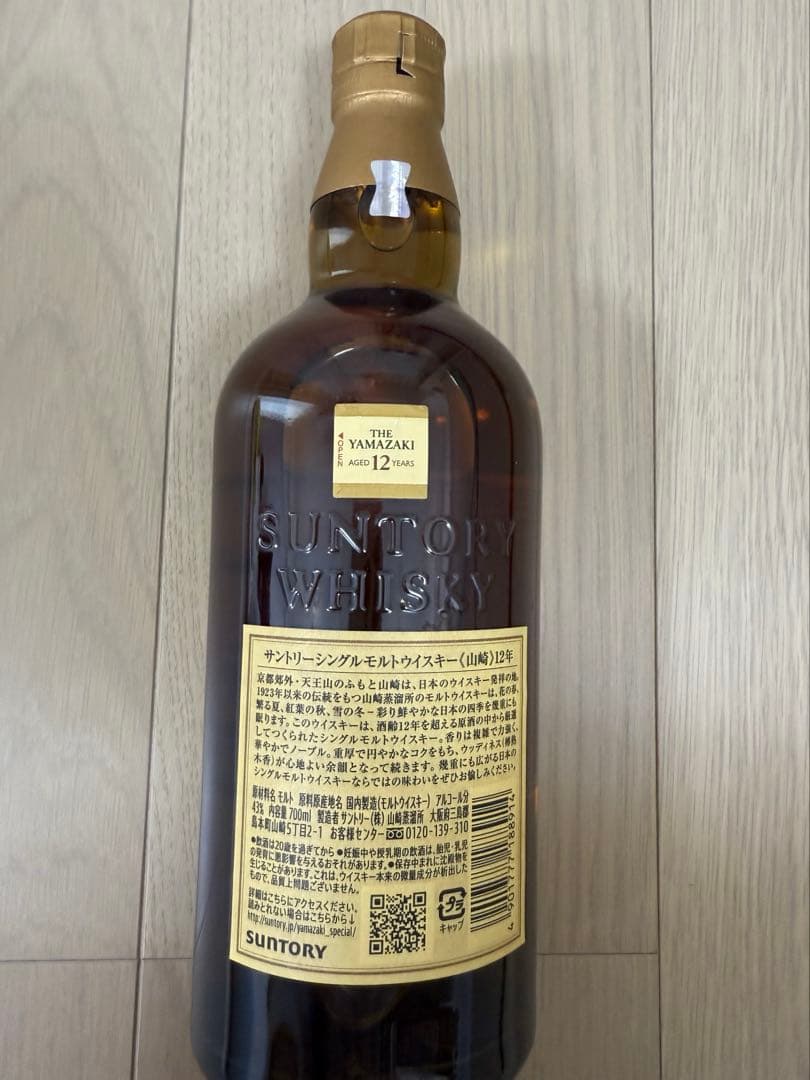 ◀OPEN
THE
YAMAZAKI
AGED 12 YEARS
SUNTORY
WHISKY
サントリーシングルモルトウイスキー《山崎》12年
京都郊外・天王山のふもと山崎は、日本のウイスキー発祥の地。
1923年以来の伝統をもつ山崎蒸溜所のモルトウイスキーは、花の春、
繁る夏、紅葉の秋、雪の冬−彩り鮮やかな日本の四季を幾重にも
眠ります。このウイスキーは、酒齢12年を超える原酒の中から厳選
してつくられたシングルモルトウイスキー。香りは複雑で力強く、
華やかでノーブル。重厚で円やかなコクをもち、ウッディネス(樽熟
木香)が心地よい余韻となって続きます。幾重にも広がる日本の
シングルモルトウイスキーならではの味わいをぜひお愉しみください。
原材料名 モルト 原料原産地名 国内製造(モルトウイスキー) アルコール分
43% 内容量 700ml 製造者 サントリー(株) 山崎蒸溜所 大阪府三島郡
島本町山崎5丁目2-1 お客様センター 0120-139-310
●飲酒は20歳を過ぎてから ●妊娠中や授乳期の飲酒は、胎児・乳児
の発育に悪影響を与えるおそれがあります。●保存中まれに沈殿物を
生じることがあります。これは、ウイスキー本来の微量成分が析出した
もので、品質上問題ございません。
詳細はこちらにアクセスください。
読みとれない場合はこちらから↓
http://suntory.jp/yamazaki_special/
SUNTORY
プラ
キャップ
4 901777 188914